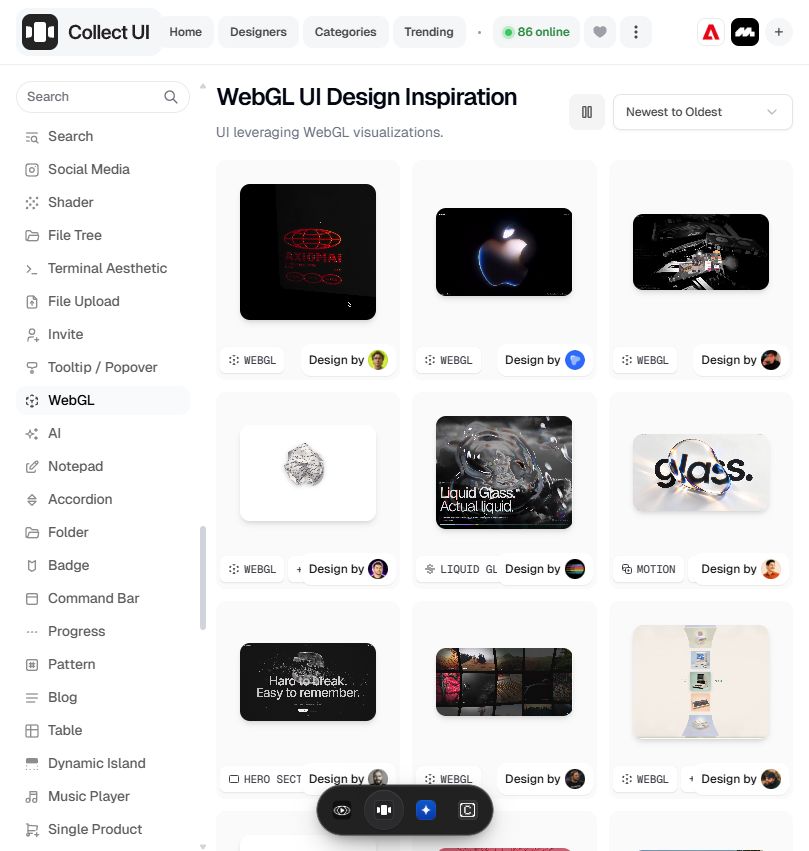 Collect UI
Home
Designers
Categories
Trending
86 online
Search
Search
Social Media
Shader
File Tree
Terminal Aesthetic
File Upload
Invite
Tooltip / Popover
WebGL
AI
Notepad
Accordion
Folder
Badge
Command Bar
Progress
Pattern
Blog
Table
Dynamic Island
Music Player
Single Product
WebGL UI Design Inspiration
UI leveraging WebGL visualizations.
Newest to Oldest
AXIOMAI
WEBGL
Design by
WEBGL
Design by
WEBGL
Design by
Liquid Glass.
Actual liquid.
glass.
WEBGL
+
Design by
LIQUID GL
Design by
MOTION
Design by
Hard to break.
Easy to remember.
HERO SECT
Design by
WEBGL
Design by
WEBGL
+
Design by